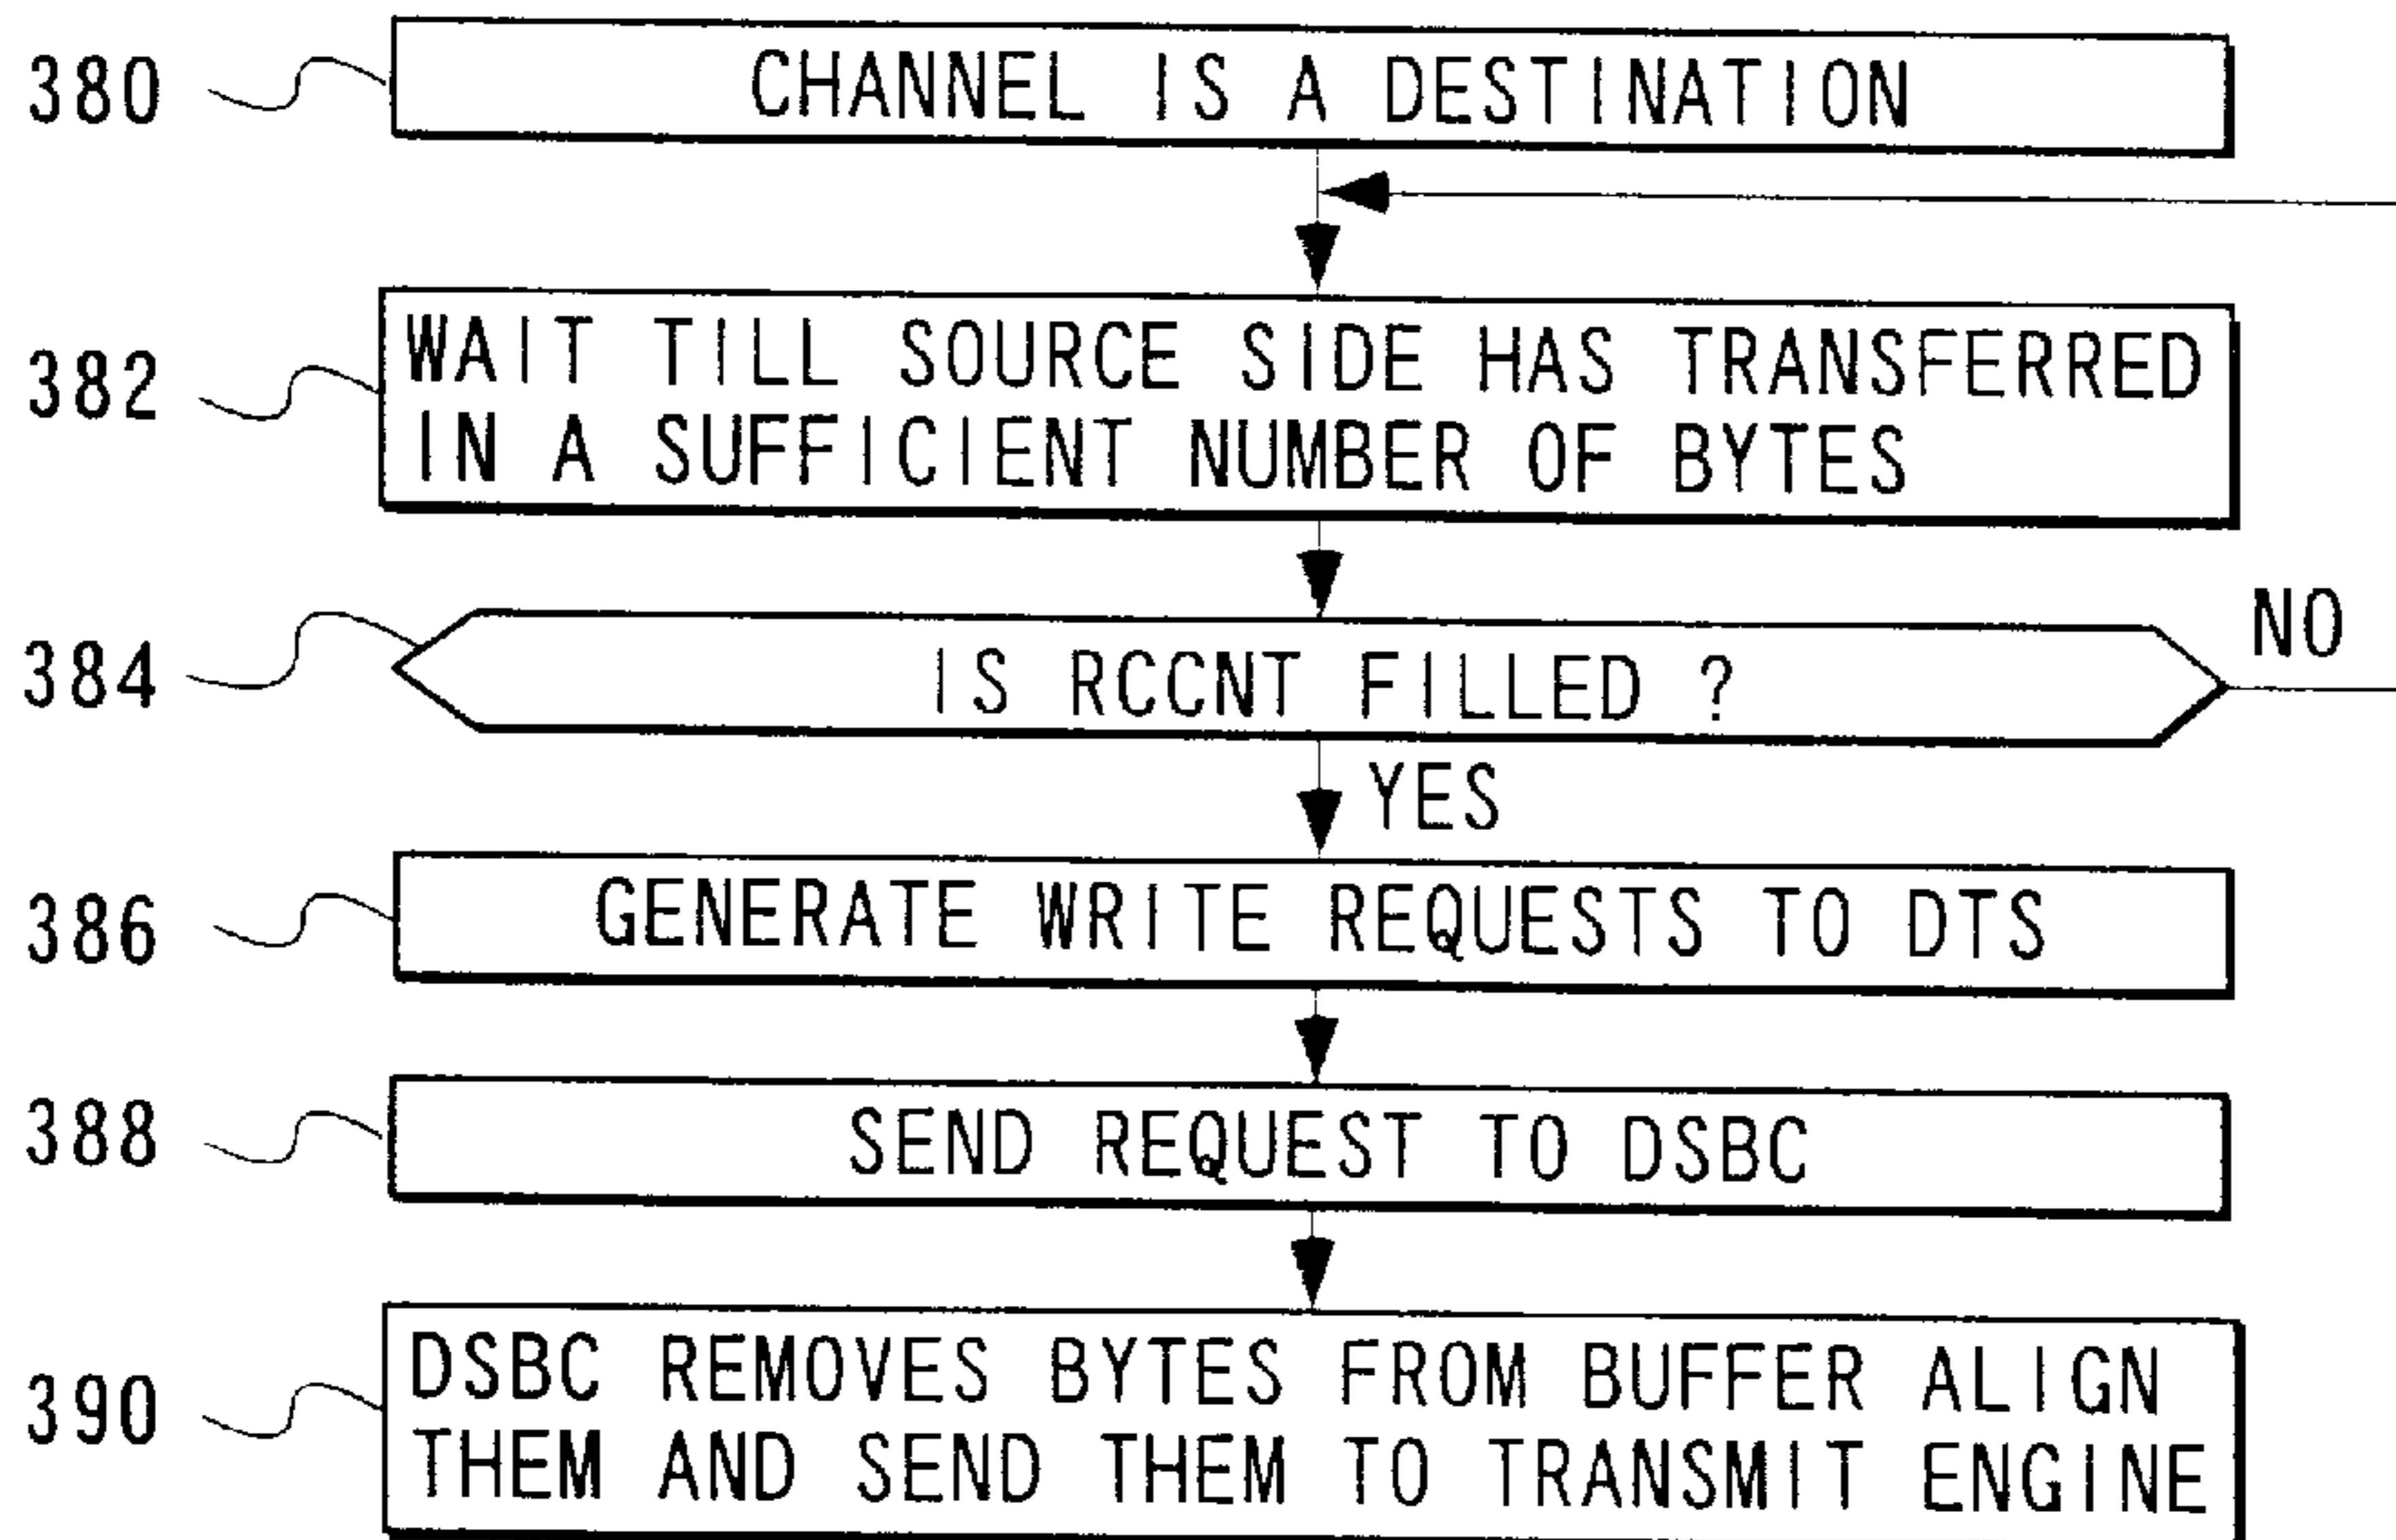 380 CHANNEL IS A DESTINATION
382 WAIT TILL SOURCE SIDE HAS TRANSFERRED
IN A SUFFICIENT NUMBER OF BYTES
384 IS RCCNT FILLED ? NO
YES
386 GENERATE WRITE REQUESTS TO DTS
388 SEND REQUEST TO DSBC
390 DSBC REMOVES BYTES FROM BUFFER ALIGN
THEM AND SEND THEM TO TRANSMIT ENGINE